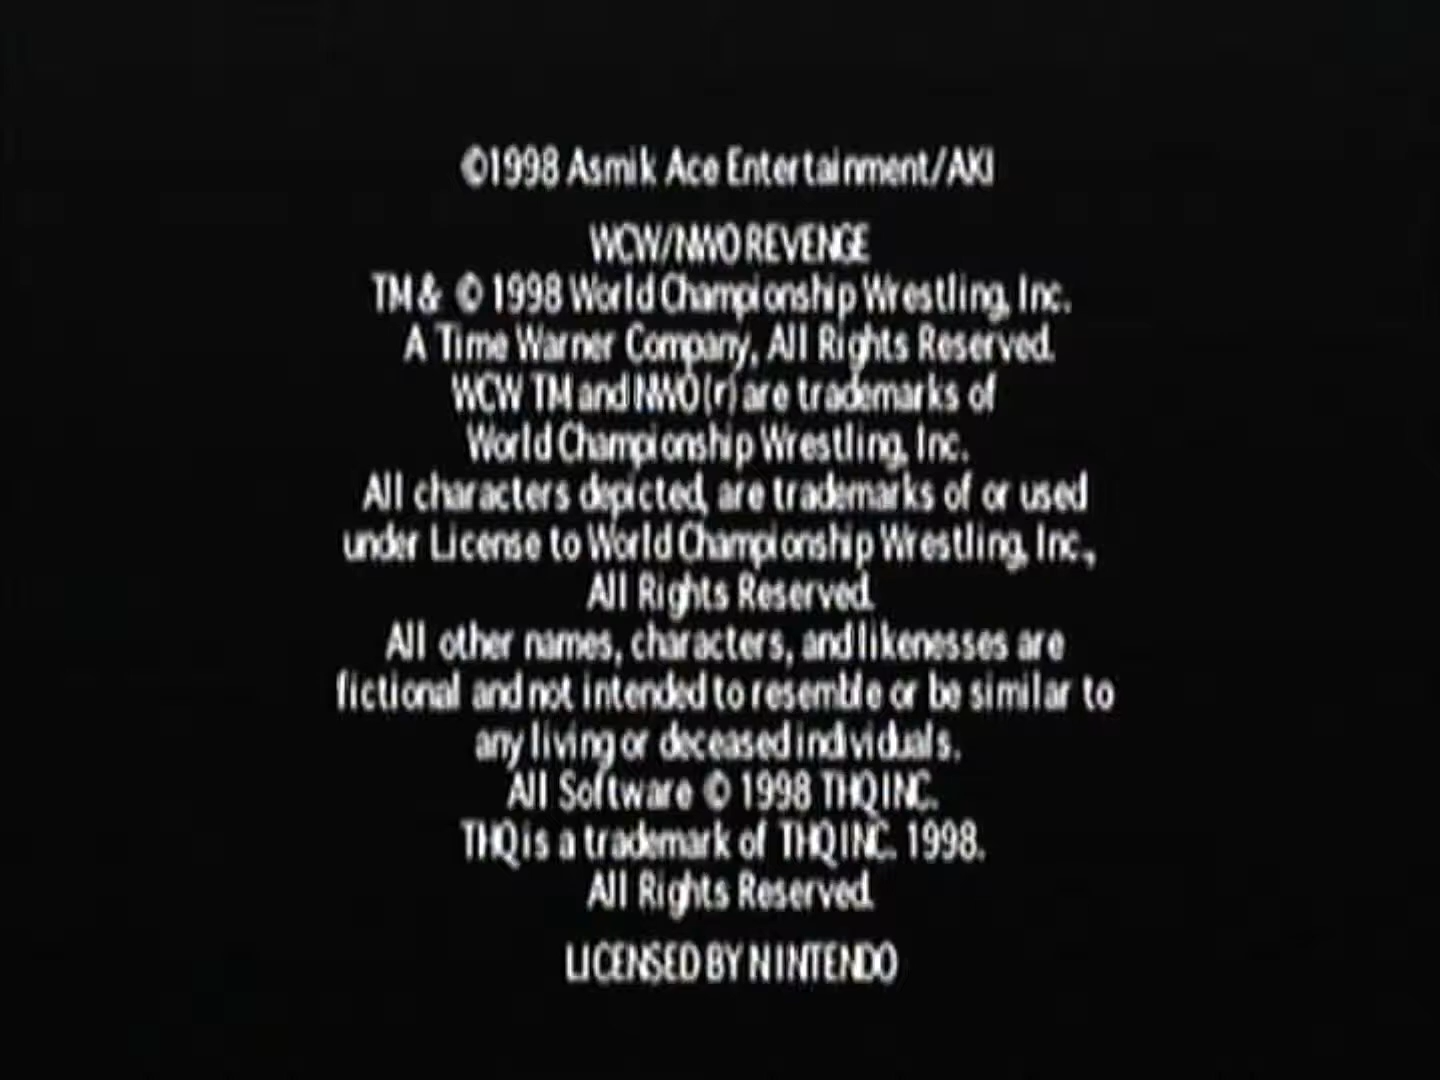 ©1998 Asmik Ace Entertainment/AKI
WCW/NWO REVENGE
TM & © 1998 World Championship Wrestling, Inc.
A Time Warner Company, All Rights Reserved.
WCW TM and NWO(r) are trademarks of
World Championship Wrestling, Inc.
All characters depicted, are trademarks of or used
under License to World Championship Wrestling, Inc.,
All Rights Reserved.
All other names, characters, and likenesses are
fictional and not intended to resemble or be similar to
any living or deceased individuals.
All Software © 1998 THQ INC.
THQ is a trademark of THQ INC. 1998.
All Rights Reserved.
LICENSED BY NINTENDO